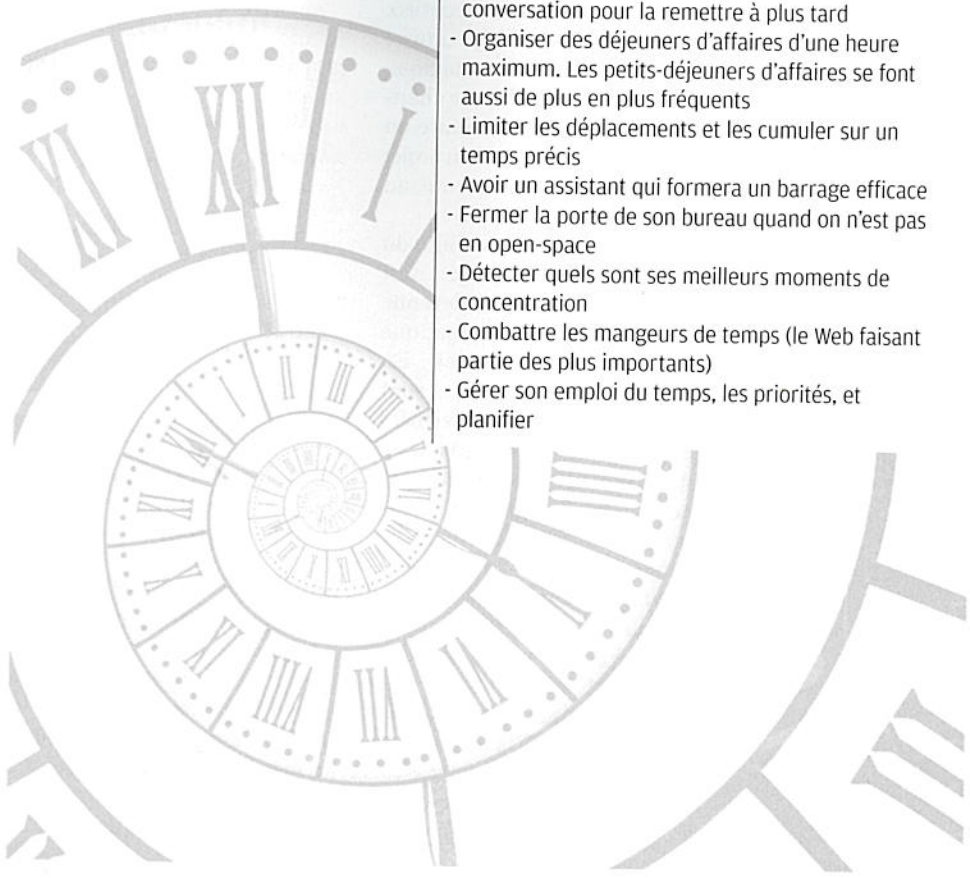 conversation pour la remettre à plus tard
- Organiser des déjeuners d'affaires d'une heure
maximum. Les petits-déjeuners d'affaires se font
aussi de plus en plus fréquents
- Limiter les déplacements et les cumuler sur un
temps précis
- Avoir un assistant qui formera un barrage efficace
- Fermer la porte de son bureau quand on n'est pas
en open-space
- Détecter quels sont ses meilleurs moments de
concentration
- Combattre les mangeurs de temps (le Web faisant
partie des plus importants)
- Gérer son emploi du temps, les priorités, et
planifier